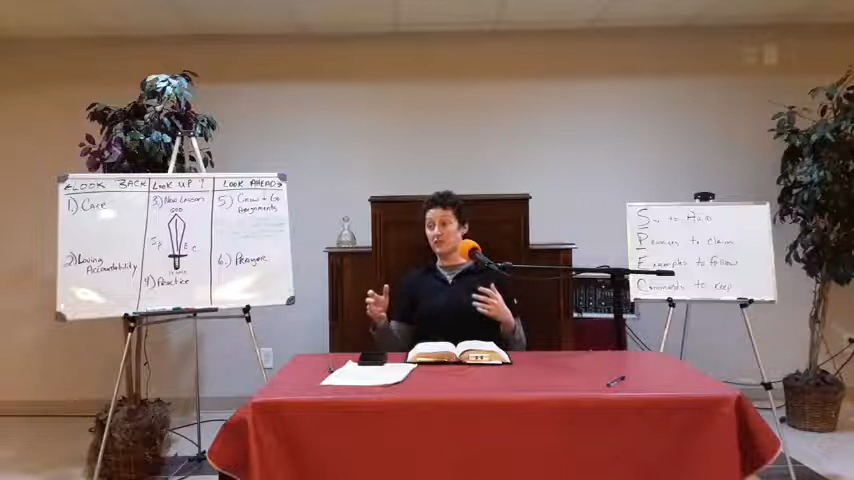 ← LOOK BACK
LOOK UP ↑
LOOK AHEAD →
1) Care
2) Loving
Accountability
3) New Lesson
GOD
S
P
E
C
4) Practice
5) Grow + Go
Assignments
6) Prayer
Sin to Avoid
Promises to claim
Examples to follow
Commands to keep